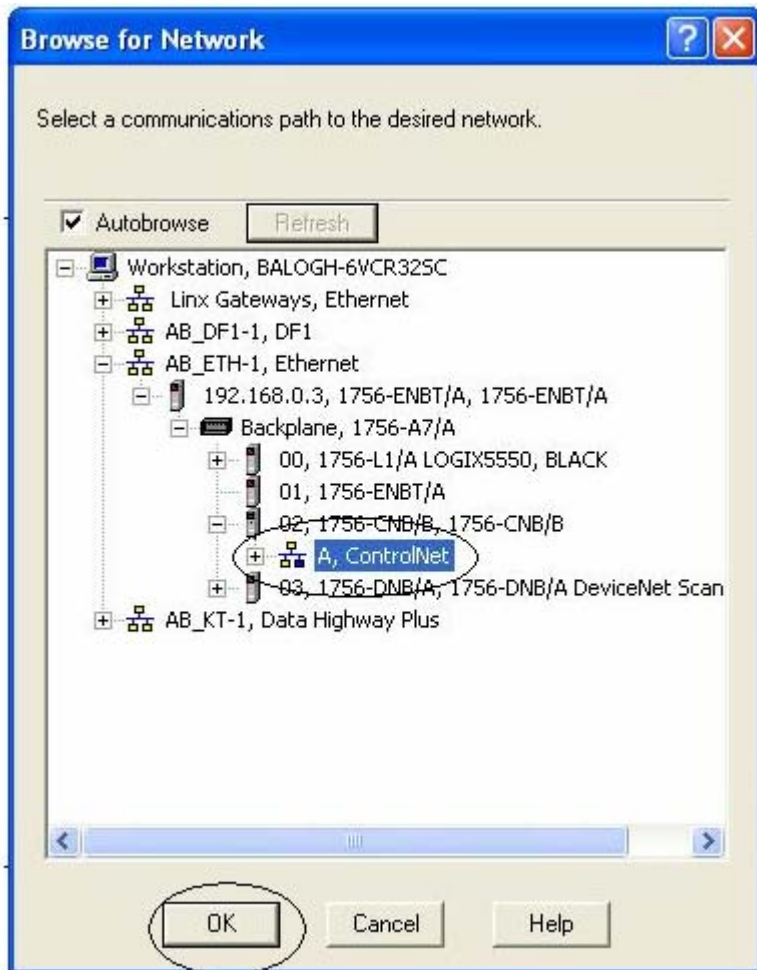 Browse for Network
Select a communications path to the desired network.
Autobrowse Refresh
Workstation, BALOGH-6VCR32SC
Linx Gateways, Ethernet
AB_DF1-1, DF1
AB_ETH-1, Ethernet
192.168.0.3, 1756-ENBT/A, 1756-ENBT/A
Backplane, 1756-A7/A
00, 1756-L1/A LOGIX5550, BLACK
01, 1756-ENBT/A
02, 1756-CNB/B, 1756-CNB/B
A, ControlNet
03, 1756-DNB/A, 1756-DNB/A DeviceNet Scan
AB_KT-1, Data Highway Plus
OK Cancel Help